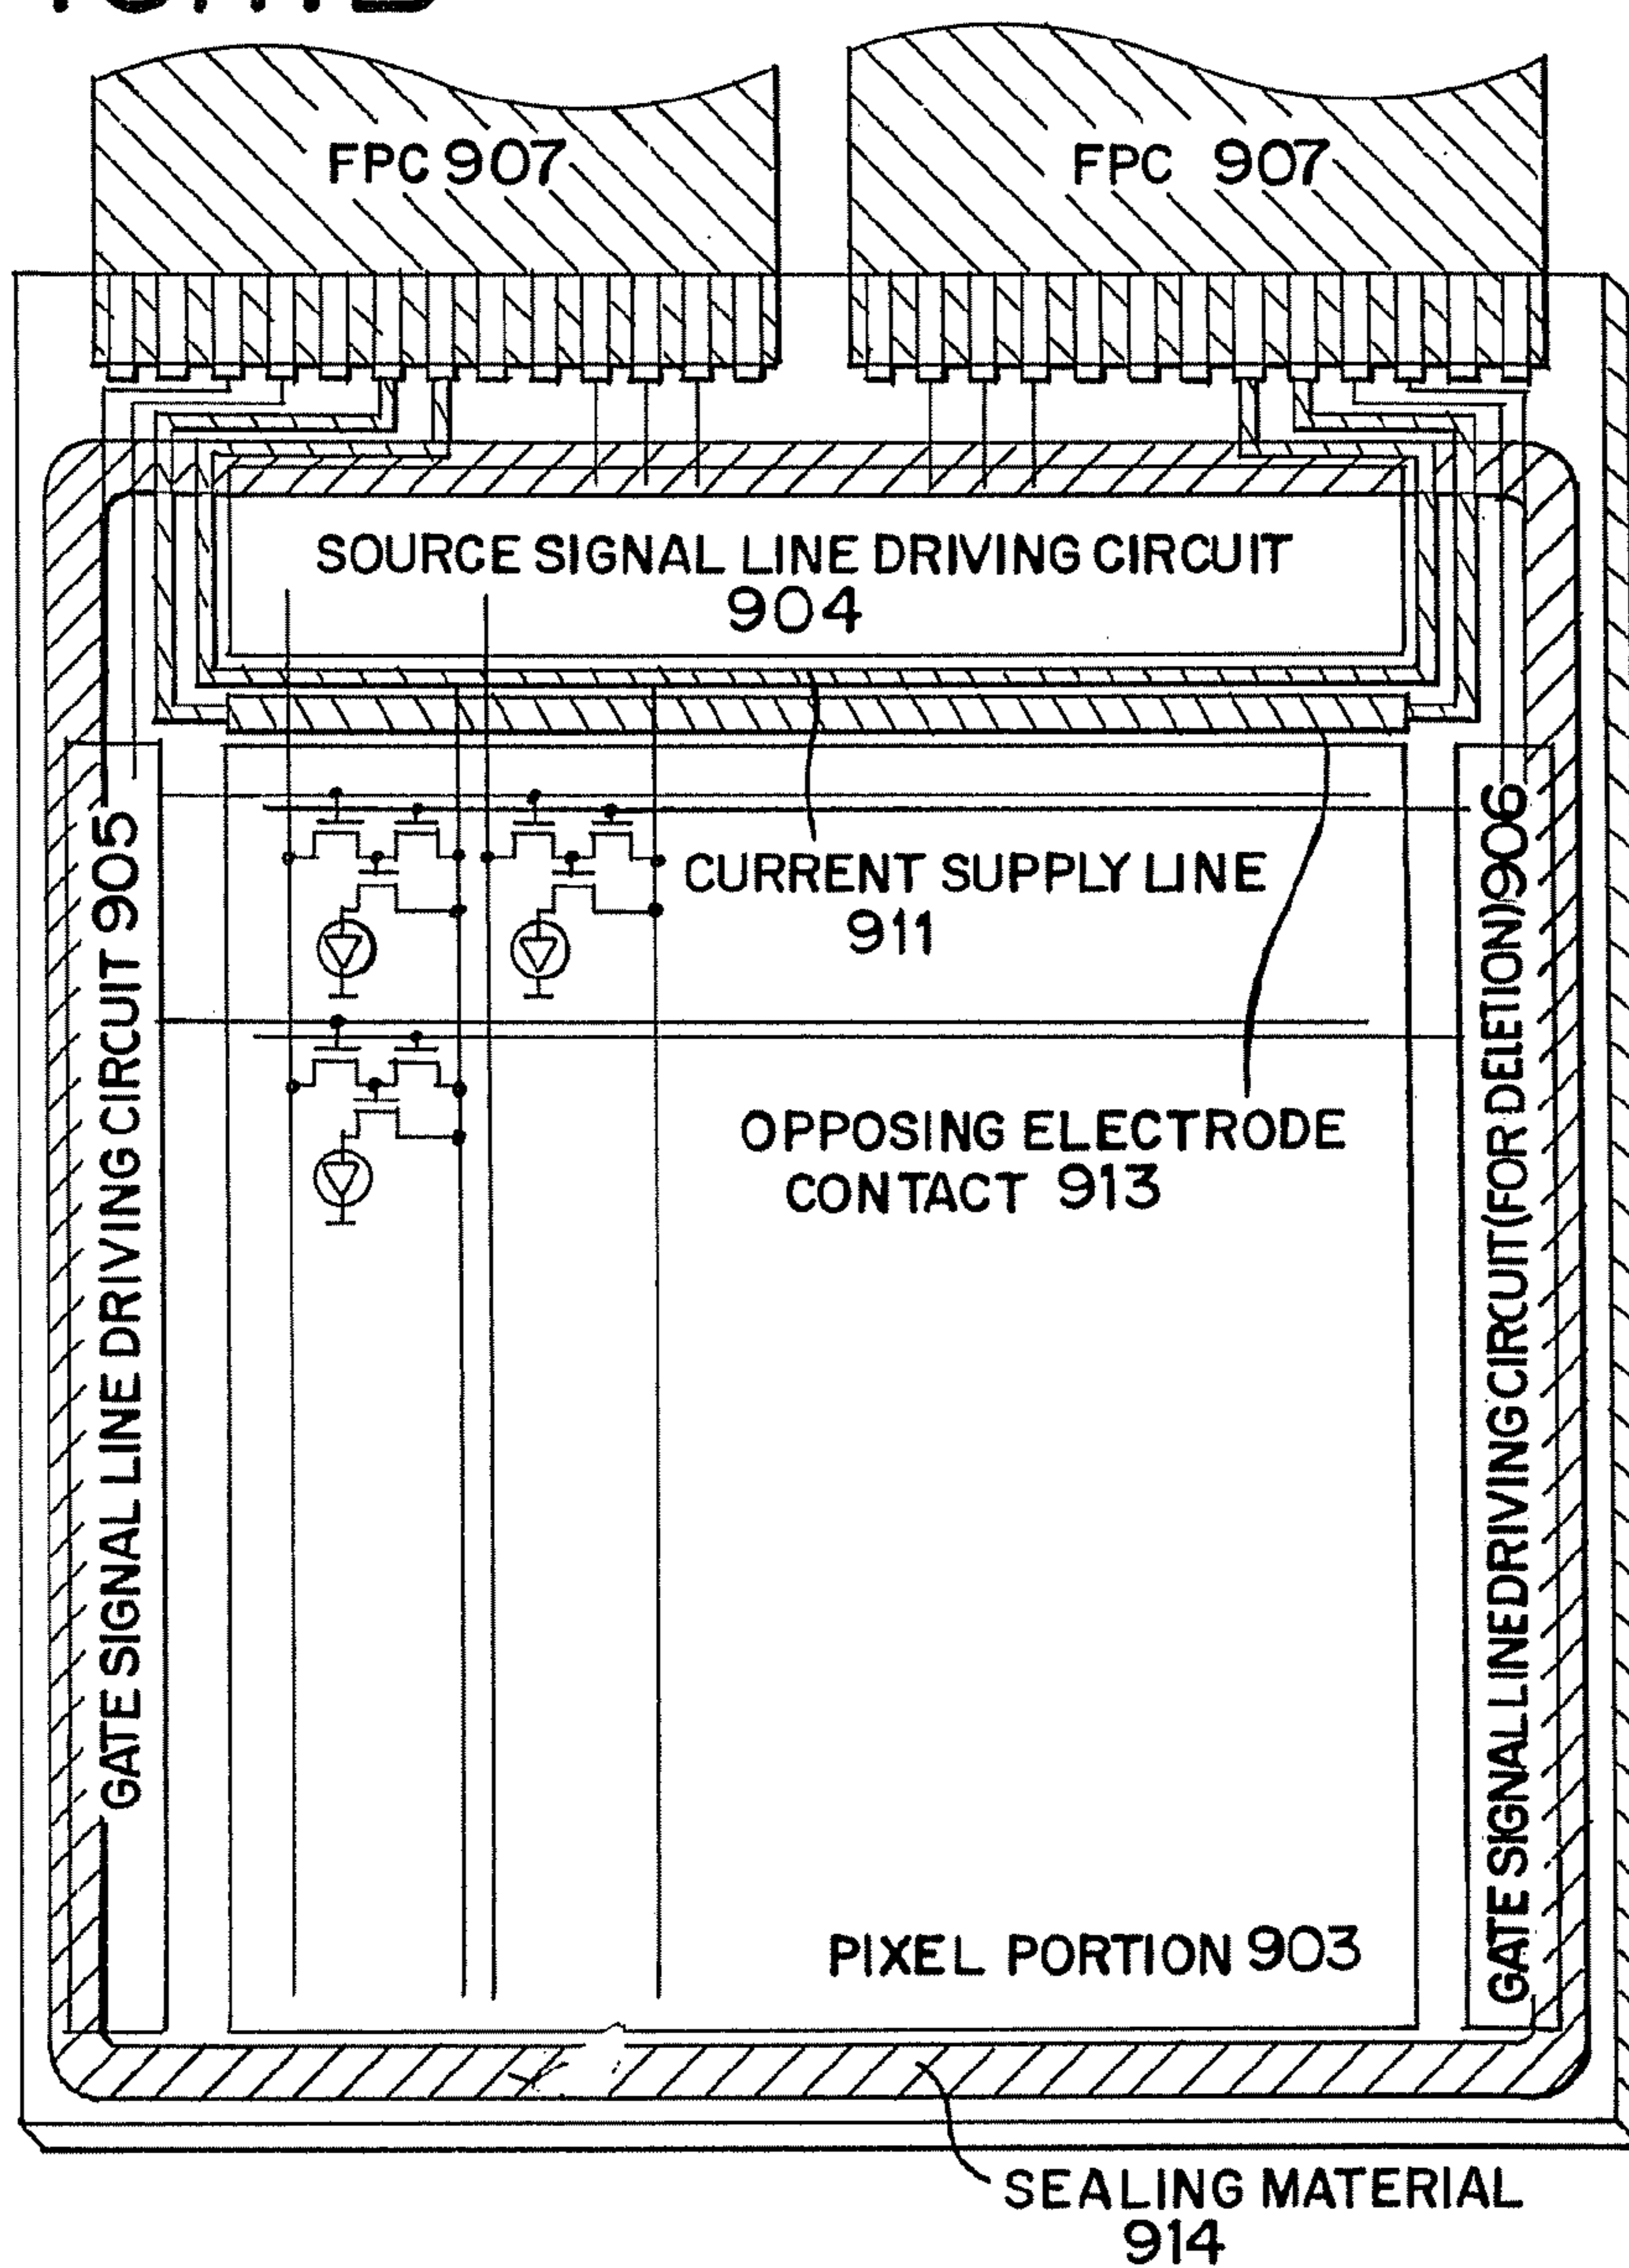 FPC 907
FPC 907
SOURCE SIGNAL LINE DRIVING CIRCUIT
904
GATE SIGNAL LINE DRIVING CIRCUIT 905
CURRENT SUPPLY LINE
911
GATE SIGNAL LINE DRIVING CIRCUIT (FOR DELETION) 906
OPPOSING ELECTRODE
CONTACT 913
PIXEL PORTION 903
SEALING MATERIAL
914